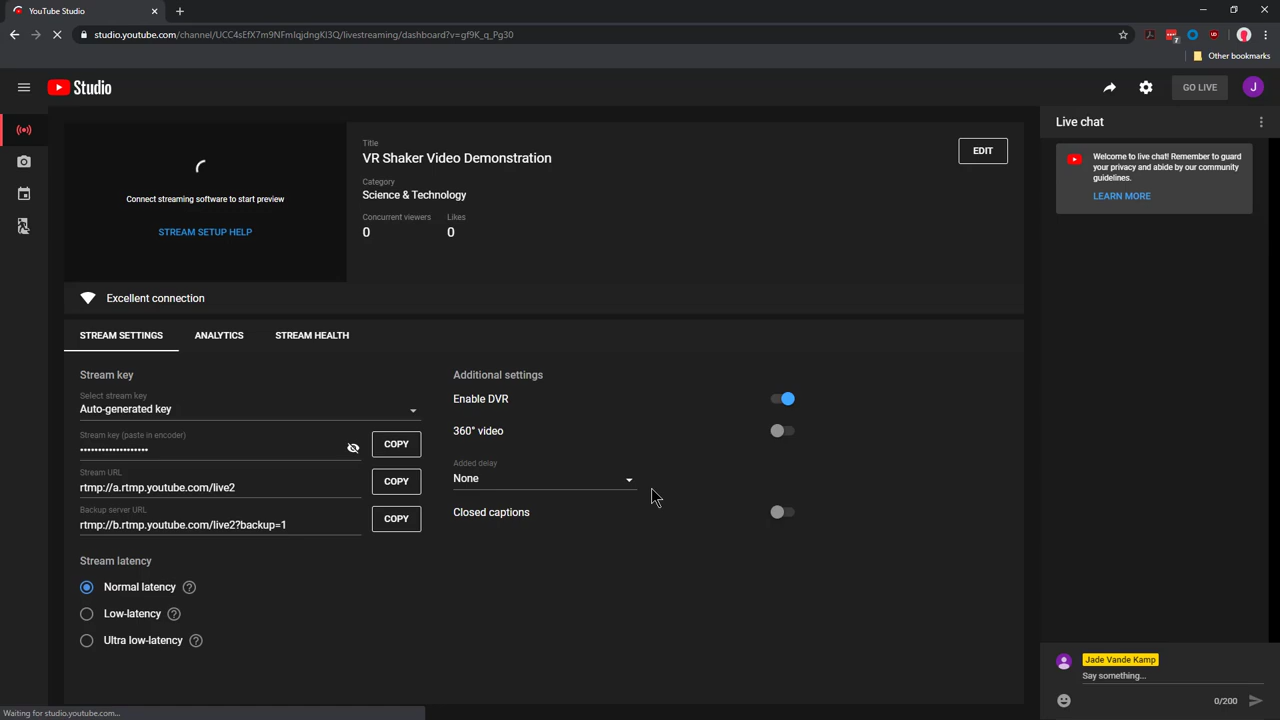 YouTube Studio
studio.youtube.com/channel/UCC4sEfX7m9NFmIqjdngKI3Q/livestreaming/dashboard?v=gf9K_q_Pg30
7
Other bookmarks
Studio
GO LIVE
J
Connect streaming software to start preview
STREAM SETUP HELP
Title
VR Shaker Video Demonstration
EDIT
Category
Science & Technology
Concurrent viewers
Likes
0
0
Excellent connection
STREAM SETTINGS
ANALYTICS
STREAM HEALTH
Stream key
Select stream key
Auto-generated key
Stream key (paste in encoder)
•••••••••••••••••••
COPY
Stream URL
rtmp://a.rtmp.youtube.com/live2
COPY
Backup server URL
rtmp://b.rtmp.youtube.com/live2?backup=1
COPY
Stream latency
Normal latency
Low-latency
Ultra low-latency
Additional settings
Enable DVR
360° video
Added delay
None
Closed captions
Live chat
Welcome to live chat! Remember to guard
your privacy and abide by our community
guidelines.
LEARN MORE
Jade Vande Kamp
Say something...
0/200
Waiting for studio.youtube.com...